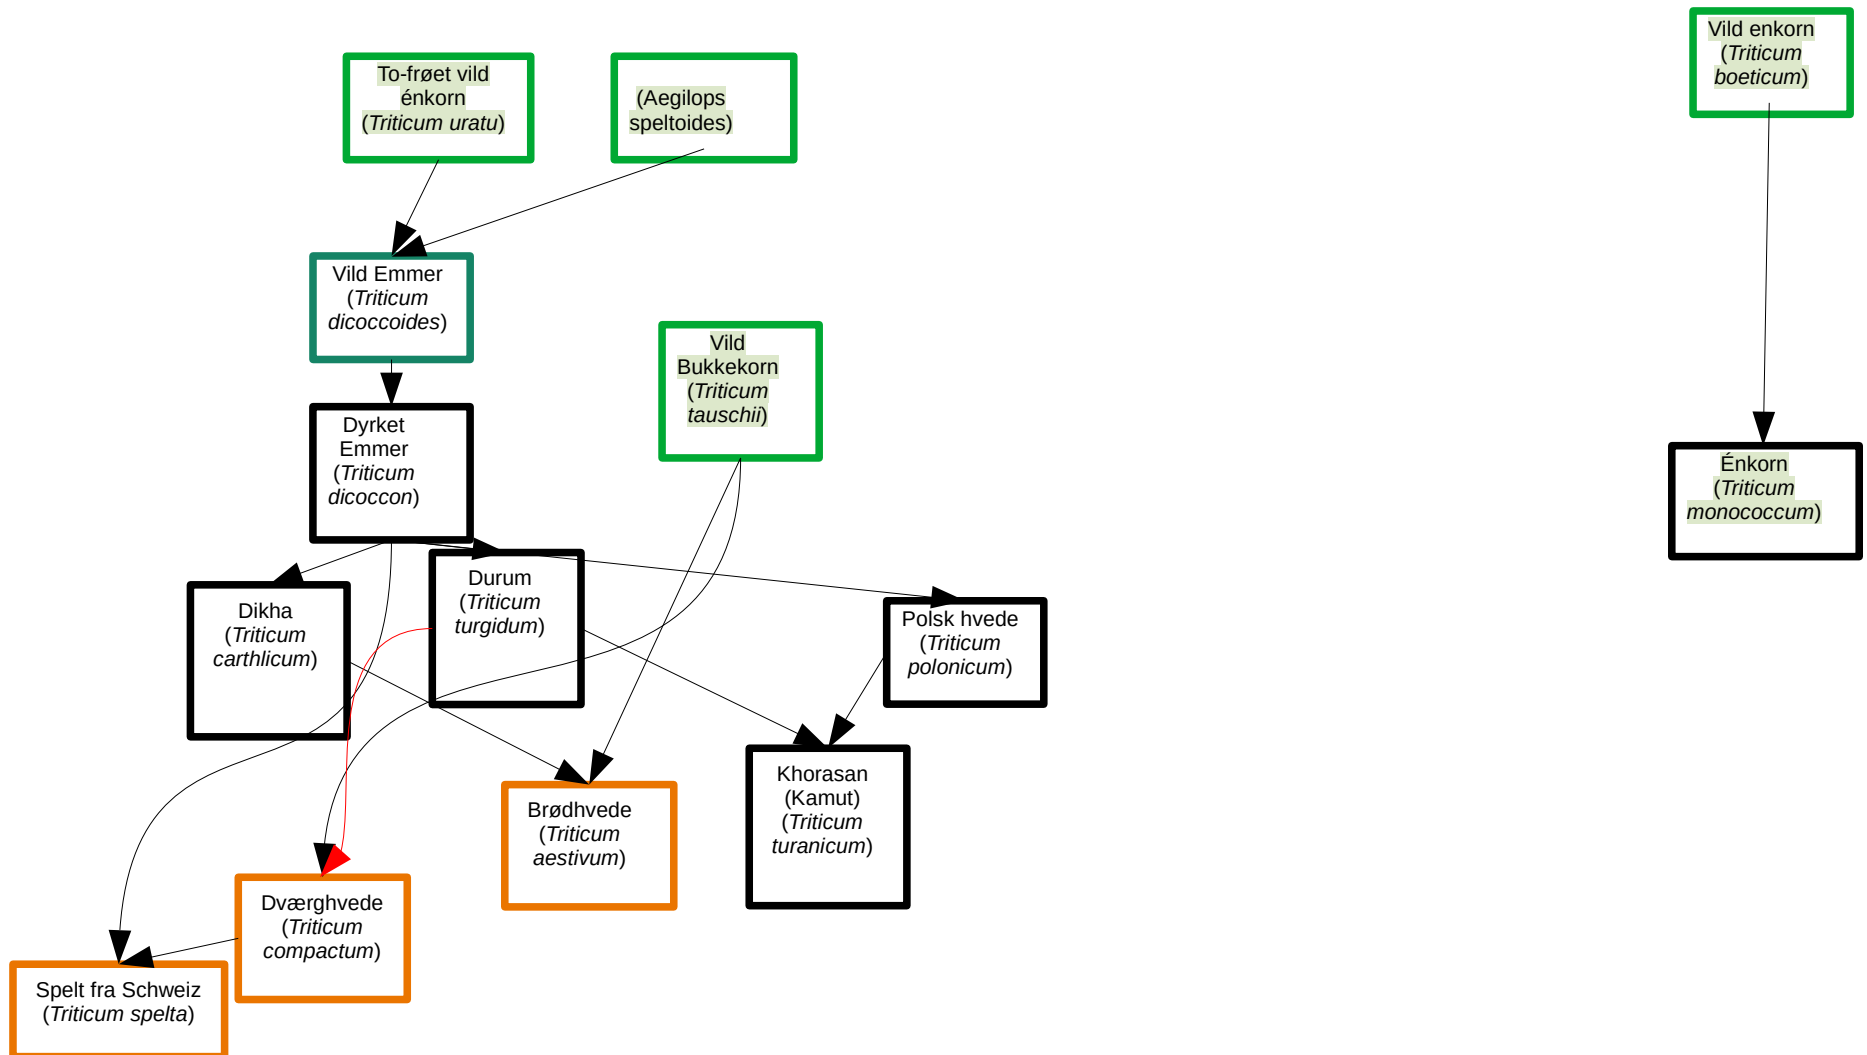 Vild enkorn
(Triticum
boeticum)
To-frøet vild
énkorn
(Triticum uratu)
(Aegilops
speltoides)
Vild Emmer
(Triticum
dicoccoides)
Vild
Bukkekorn
(Triticum
tauschii)
Dyrket
Emmer
(Triticum
dicoccon)
Énkorn
(Triticum
monococcum)
Durum
(Triticum
turgidum)
Dikha
(Triticum
carthlicum)
Polsk hvede
(Triticum
polonicum)
Khorasan
(Kamut)
(Triticum
turanicum)
Brødhvede
(Triticum
aestivum)
Dværghvede
(Triticum
compactum)
Spelt fra Schweiz
(Triticum spelta)